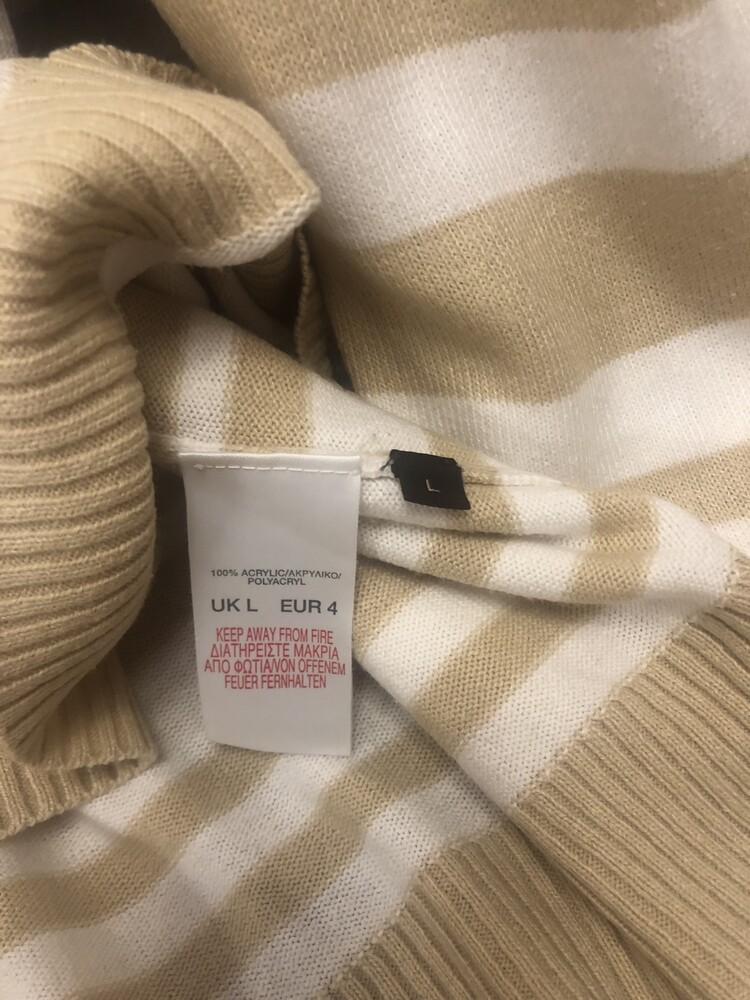 L
100% ACRYLIC/ΑΚΡΥΛΙΚΟ/
POLYACRYL
UK L EUR 4
KEEP AWAY FROM FIRE
ΔΙΑΤΗΡΕΙΣΤΕ ΜΑΚΡΙΑ
ΑΠΟ ΦΩΤΙΑ/VON OFFENEM
FEUER FERNHALTEN